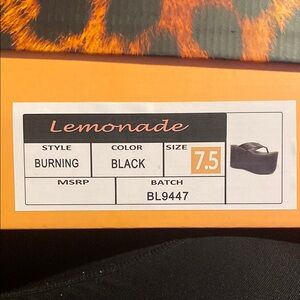 Lemonade
STYLE COLOR SIZE
BURNING BLACK 7.5
MSRP BATCH
BL9447